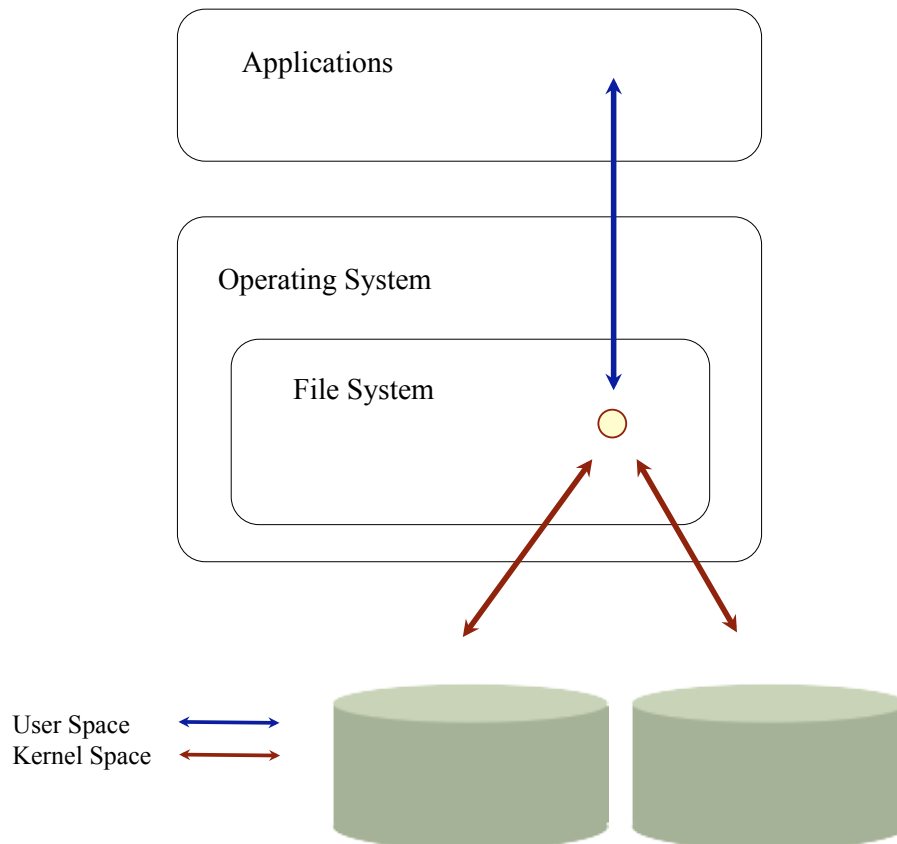 Applications
Operating System
File System
User Space
Kernel Space